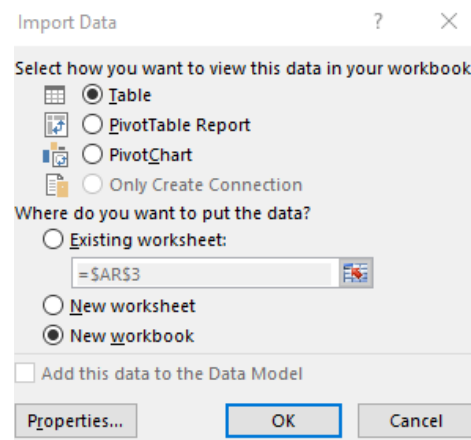 Import Data ?
Select how you want to view this data in your workbook
Table
PivotTable Report
PivotChart
Only Create Connection
Where do you want to put the data?
Existing worksheet:
=$AR$3
New worksheet
New workbook
Add this data to the Data Model
Properties... OK Cancel